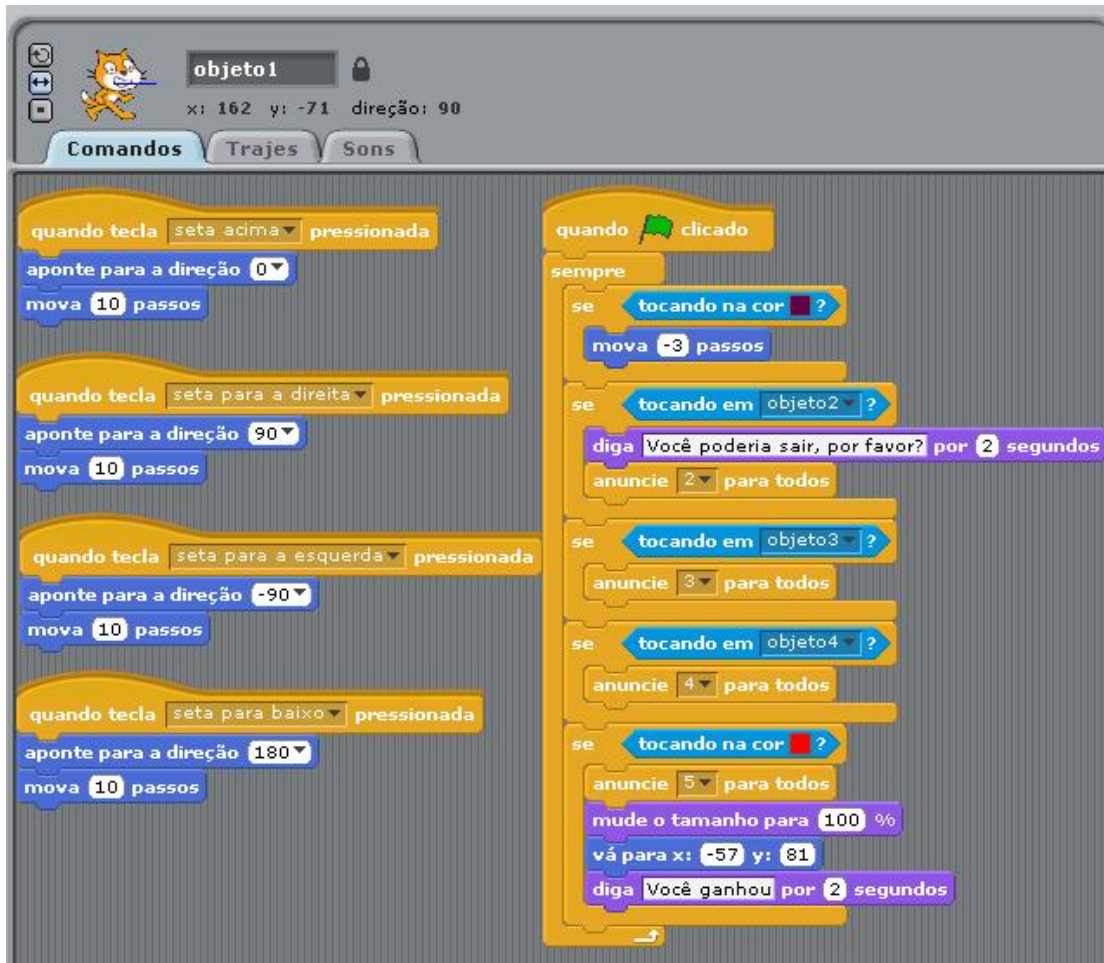 objeto1
x: 162 y: -71 direção: 90
Comandos Trajes Sons
quando tecla seta acima pressionada
aponte para a direção 0
mova 10 passos
quando tecla seta para a direita pressionada
aponte para a direção 90
mova 10 passos
quando tecla seta para a esquerda pressionada
aponte para a direção -90
mova 10 passos
quando tecla seta para baixo pressionada
aponte para a direção 180
mova 10 passos
quando clicado
sempre
se tocando na cor ?
mova -3 passos
se tocando em objeto2 ?
diga Você poderia sair, por favor? por 2 segundos
anuncie 2 para todos
se tocando em objeto3 ?
anuncie 3 para todos
se tocando em objeto4 ?
anuncie 4 para todos
se tocando na cor ?
anuncie 5 para todos
mude o tamanho para 100 %
vá para x: -57 y: 81
diga Você ganhou por 2 segundos